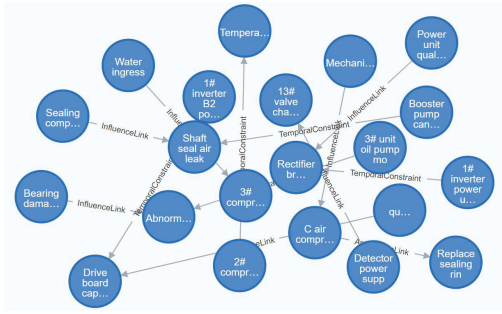 Tempera...
Water
ingress
Mechani...
Power
unit
qual...
1#
inverter
B2
po...
13#
valve
cha...
InfluenceLink
Sealing
comp...
InfluenceLink
Shaft
seal air
leak
TemporalConstraint
Booster
pump
can...
3# unit
oil pump
mo
Rectifier
br...
InfluenceLink
TemporalConstraint
1#
inverter
power
u...
Bearing
dama...
InfluenceLink
Abnorm...
3#
compr...
TemporalConstraint
C air
compr...
qu...
2#
compr...
Drive
board
cap...
Detector
power
supp
Replace
sealing
rin